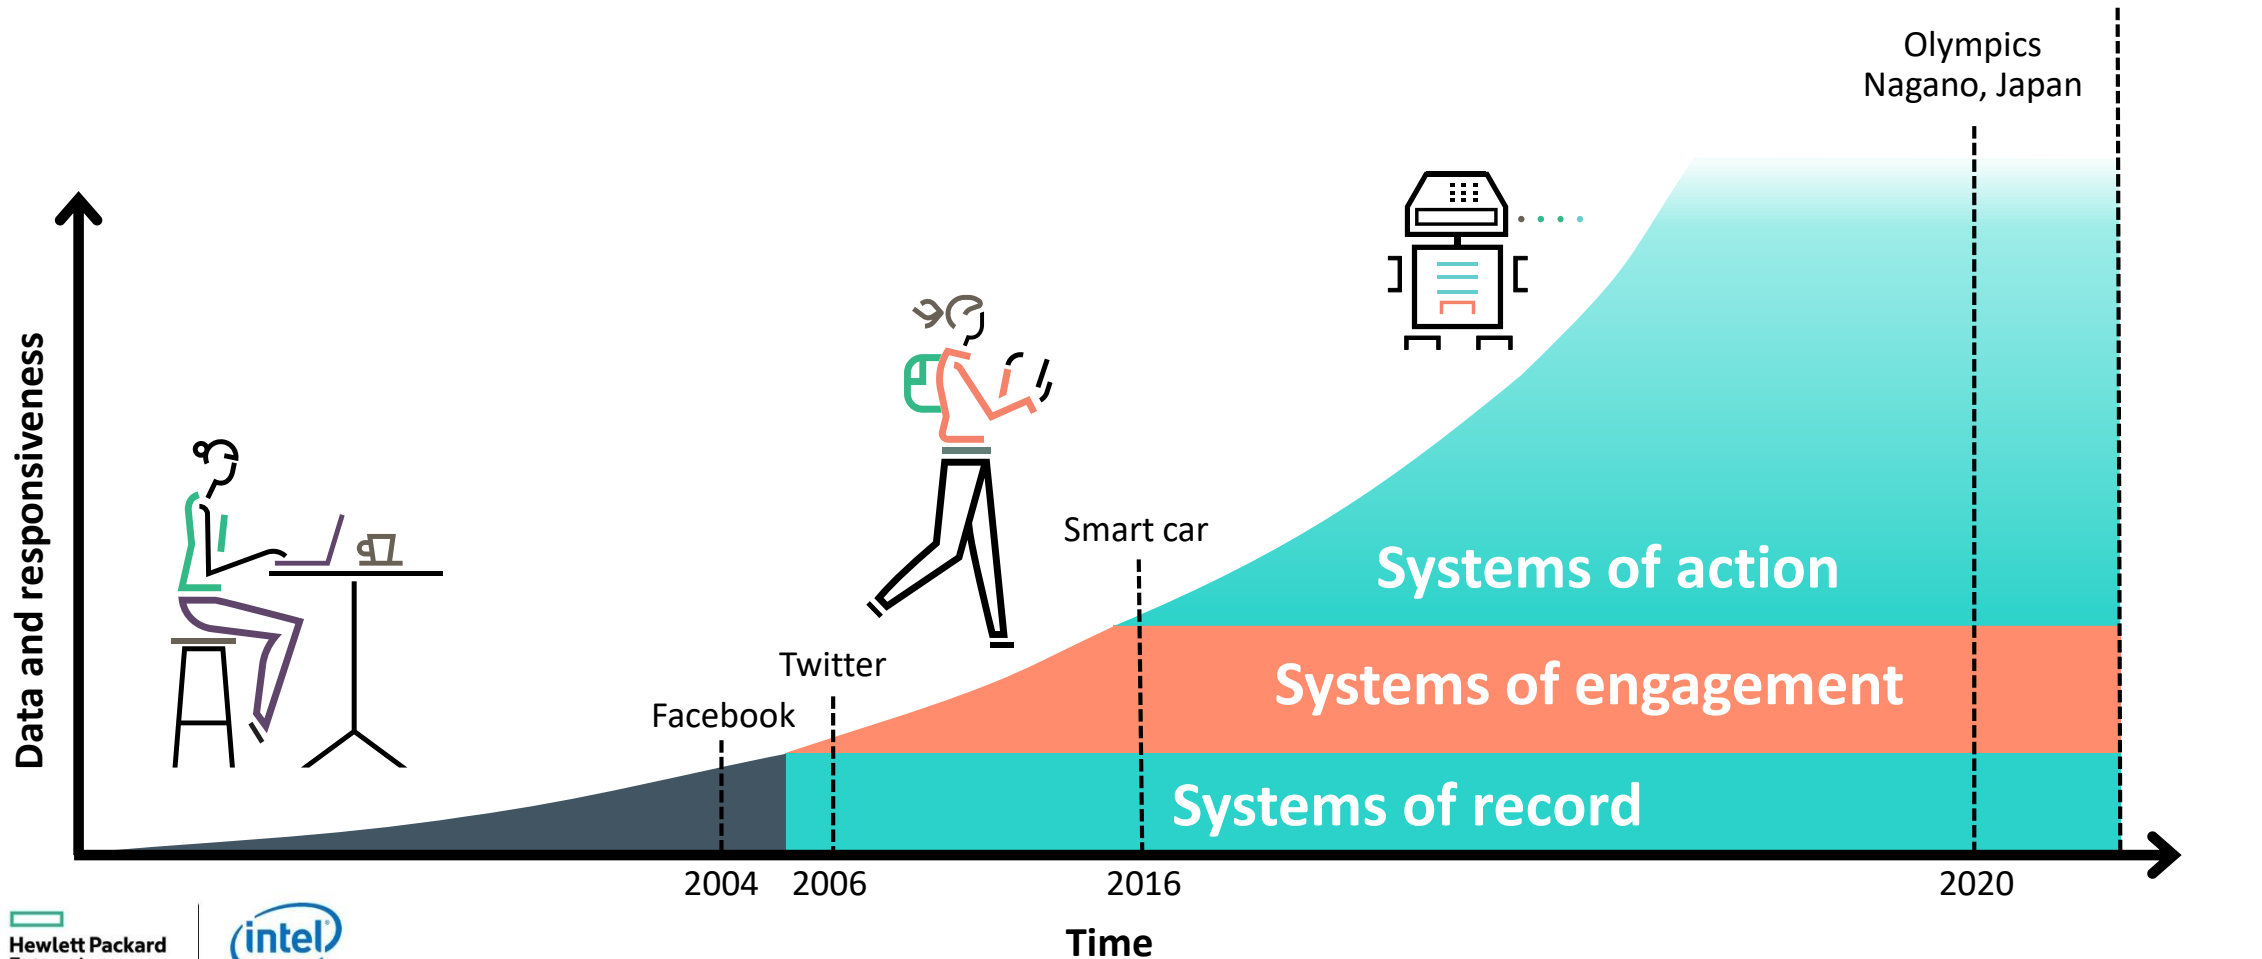 Olympics
Nagano, Japan
Data and responsiveness
Smart car
Systems of action
Twitter
Systems of engagement
Facebook
Systems of record
2004
2006
2016
2020
Time
Hewlett Packard
intel